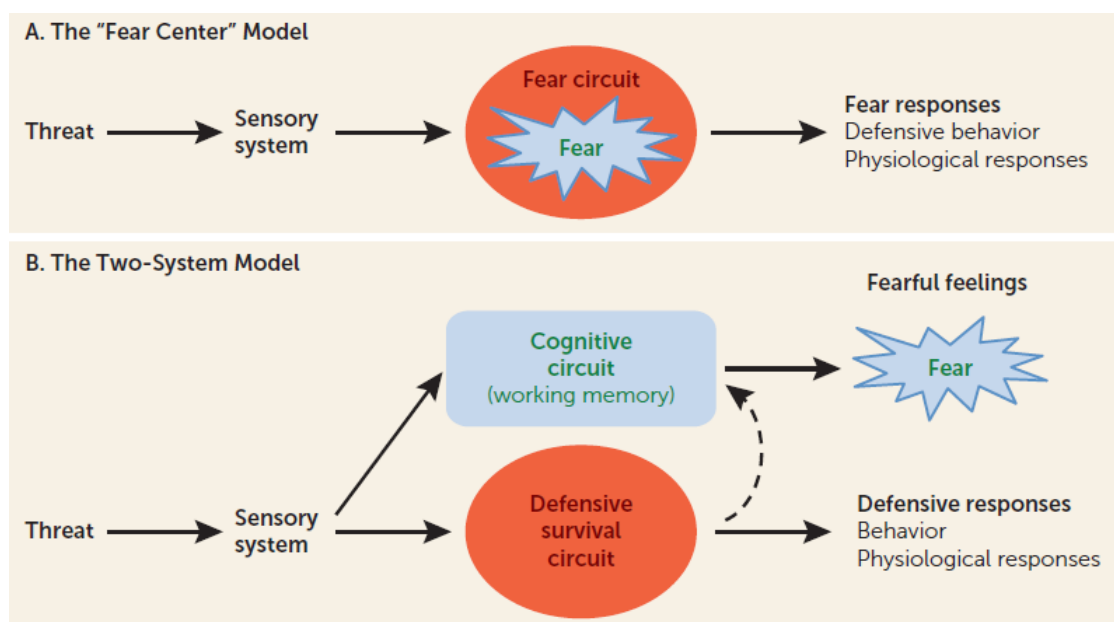 A. The “Fear Center” Model
Threat
Sensory
system
Fear circuit
Fear
Fear responses
Defensive behavior
Physiological responses
B. The Two-System Model
Threat
Sensory
system
Cognitive
circuit
(working memory)
Fearful feelings
Fear
Defensive
survival
circuit
Defensive responses
Behavior
Physiological responses